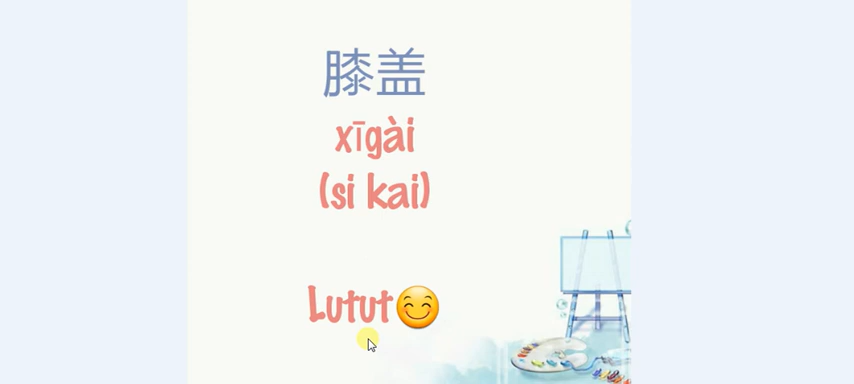 膝盖
xīgài
(si kai)
Lutut😊